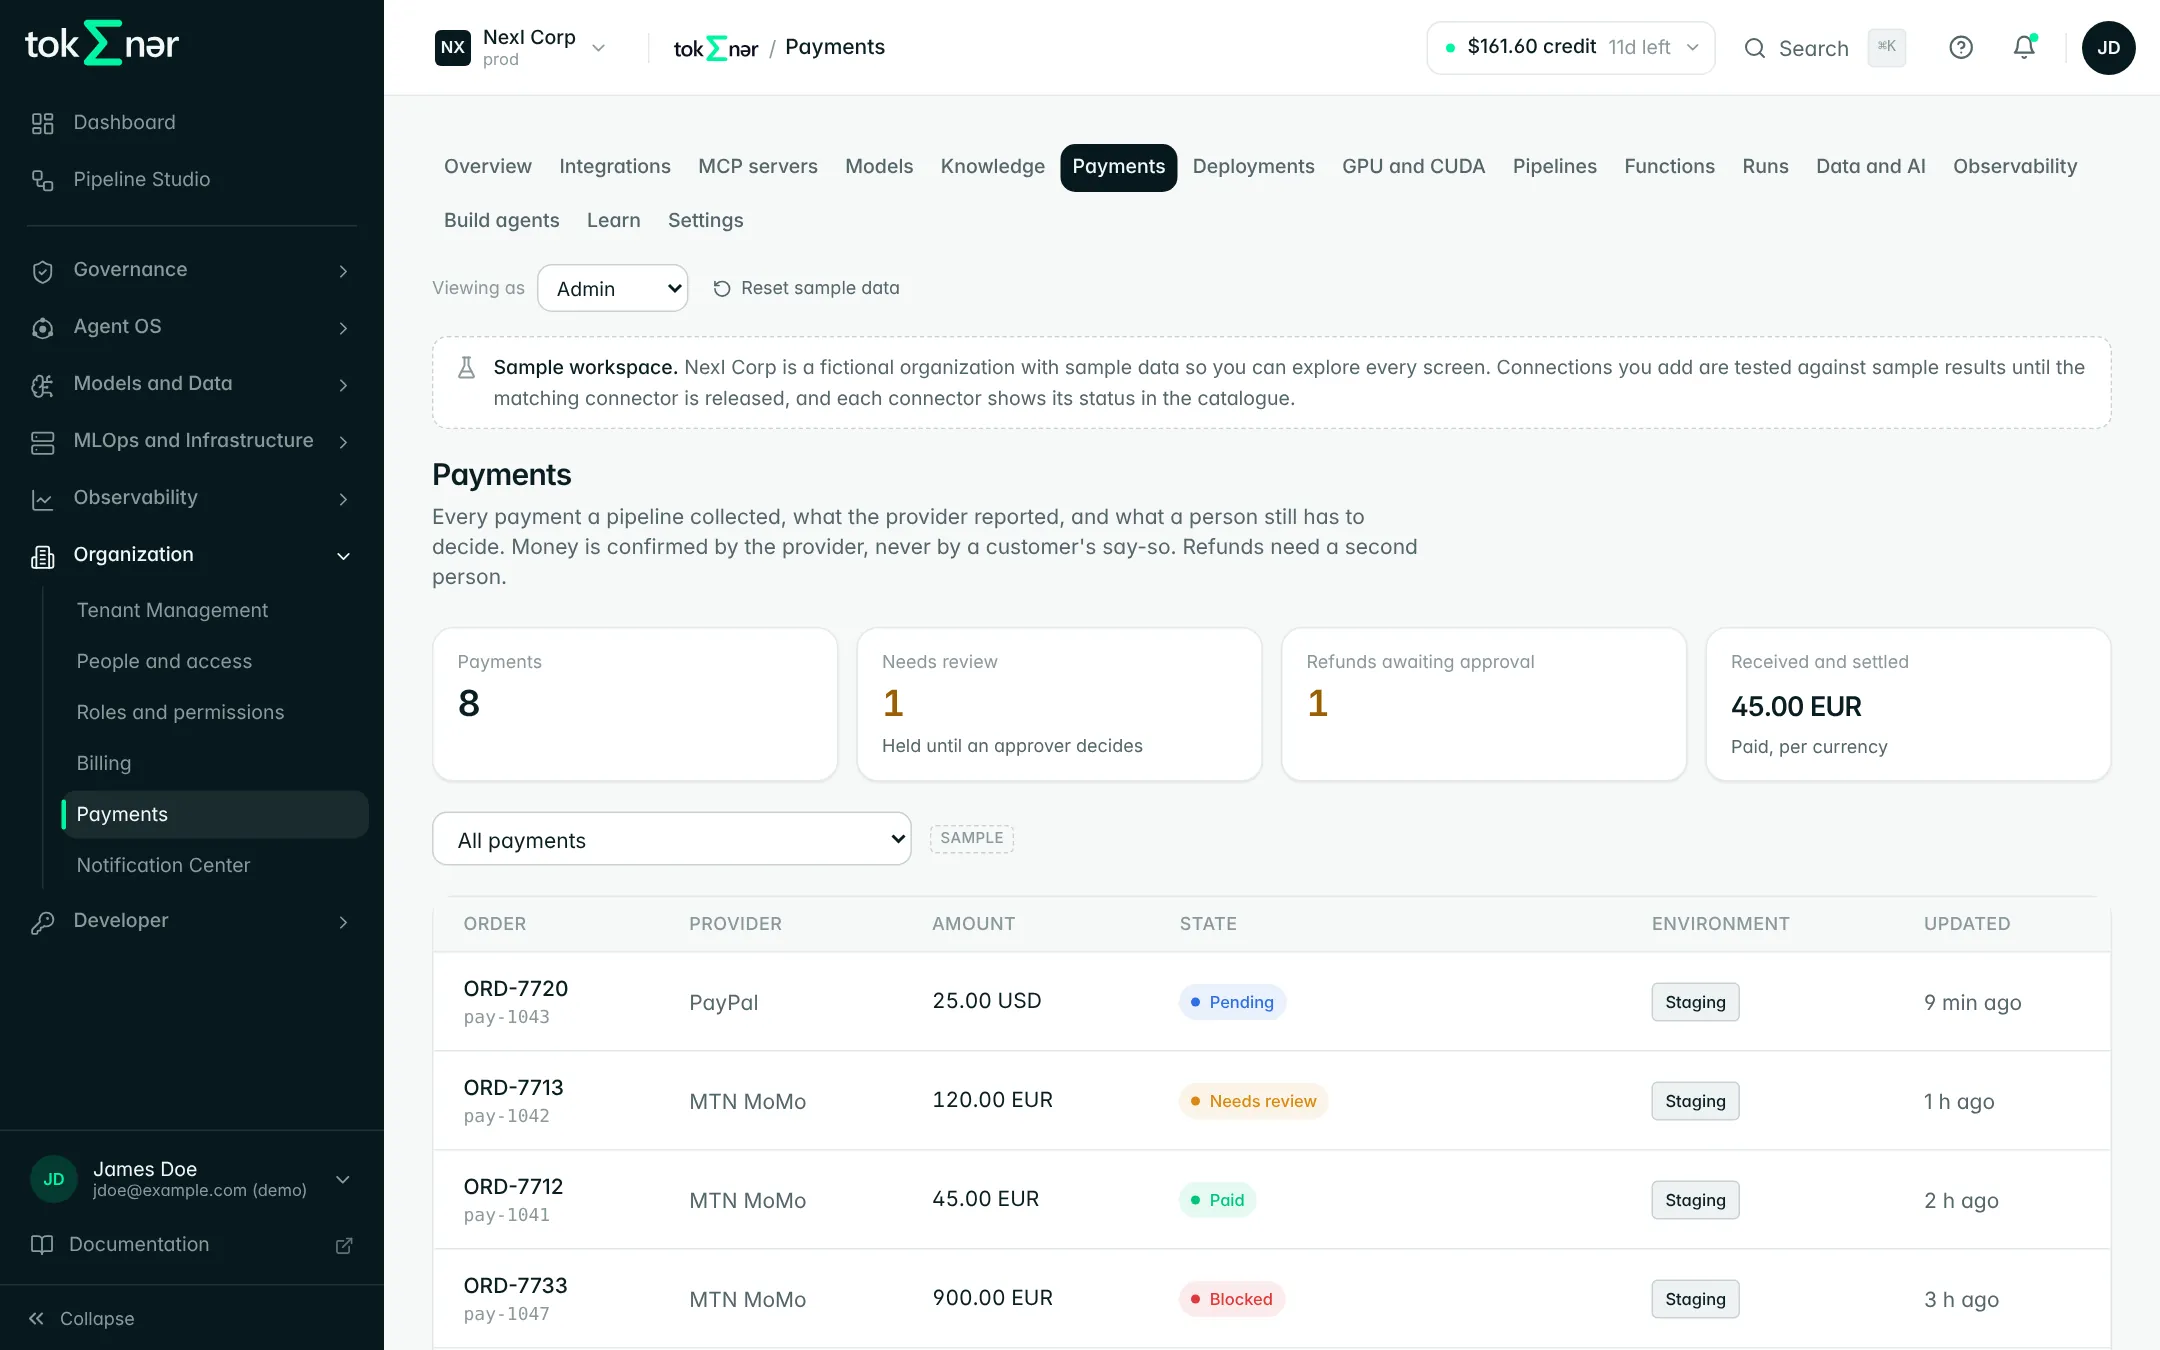 tokΣnər
Dashboard
Pipeline Studio
Governance
Agent OS
Models and Data
MLOps and Infrastructure
Observability
Organization
Tenant Management
People and access
Roles and permissions
Billing
Payments
Notification Center
Developer
JD
James Doe
jdoe@example.com (demo)
Documentation
Collapse
NX
Nexl Corp
prod
tokΣnər / Payments
$161.60 credit 11d left
Search ⌘K
JD
Overview Integrations MCP servers Models Knowledge Payments Deployments GPU and CUDA Pipelines Functions Runs Data and AI Observability
Build agents Learn Settings
Viewing as Admin Reset sample data
Sample workspace. Nexl Corp is a fictional organization with sample data so you can explore every screen. Connections you add are tested against sample results until the
matching connector is released, and each connector shows its status in the catalogue.
Payments
Every payment a pipeline collected, what the provider reported, and what a person still has to
decide. Money is confirmed by the provider, never by a customer's say-so. Refunds need a second
person.
Payments
8
Needs review
1
Held until an approver decides
Refunds awaiting approval
1
Received and settled
45.00 EUR
Paid, per currency
All payments SAMPLE
ORDER PROVIDER AMOUNT STATE ENVIRONMENT UPDATED
ORD-7720 PayPal 25.00 USD Pending Staging 9 min ago
pay-1043
ORD-7713 MTN MoMo 120.00 EUR Needs review Staging 1 h ago
pay-1042
ORD-7712 MTN MoMo 45.00 EUR Paid Staging 2 h ago
pay-1041
ORD-7733 MTN MoMo 900.00 EUR Blocked Staging 3 h ago
pay-1047